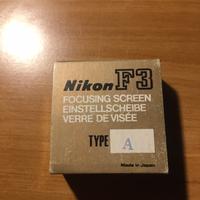 Nikon F3
FOCUSING SCREEN
EINSTELLSCHEIBE
VERRE DE VISÉE
TYPE A
Made in Japan